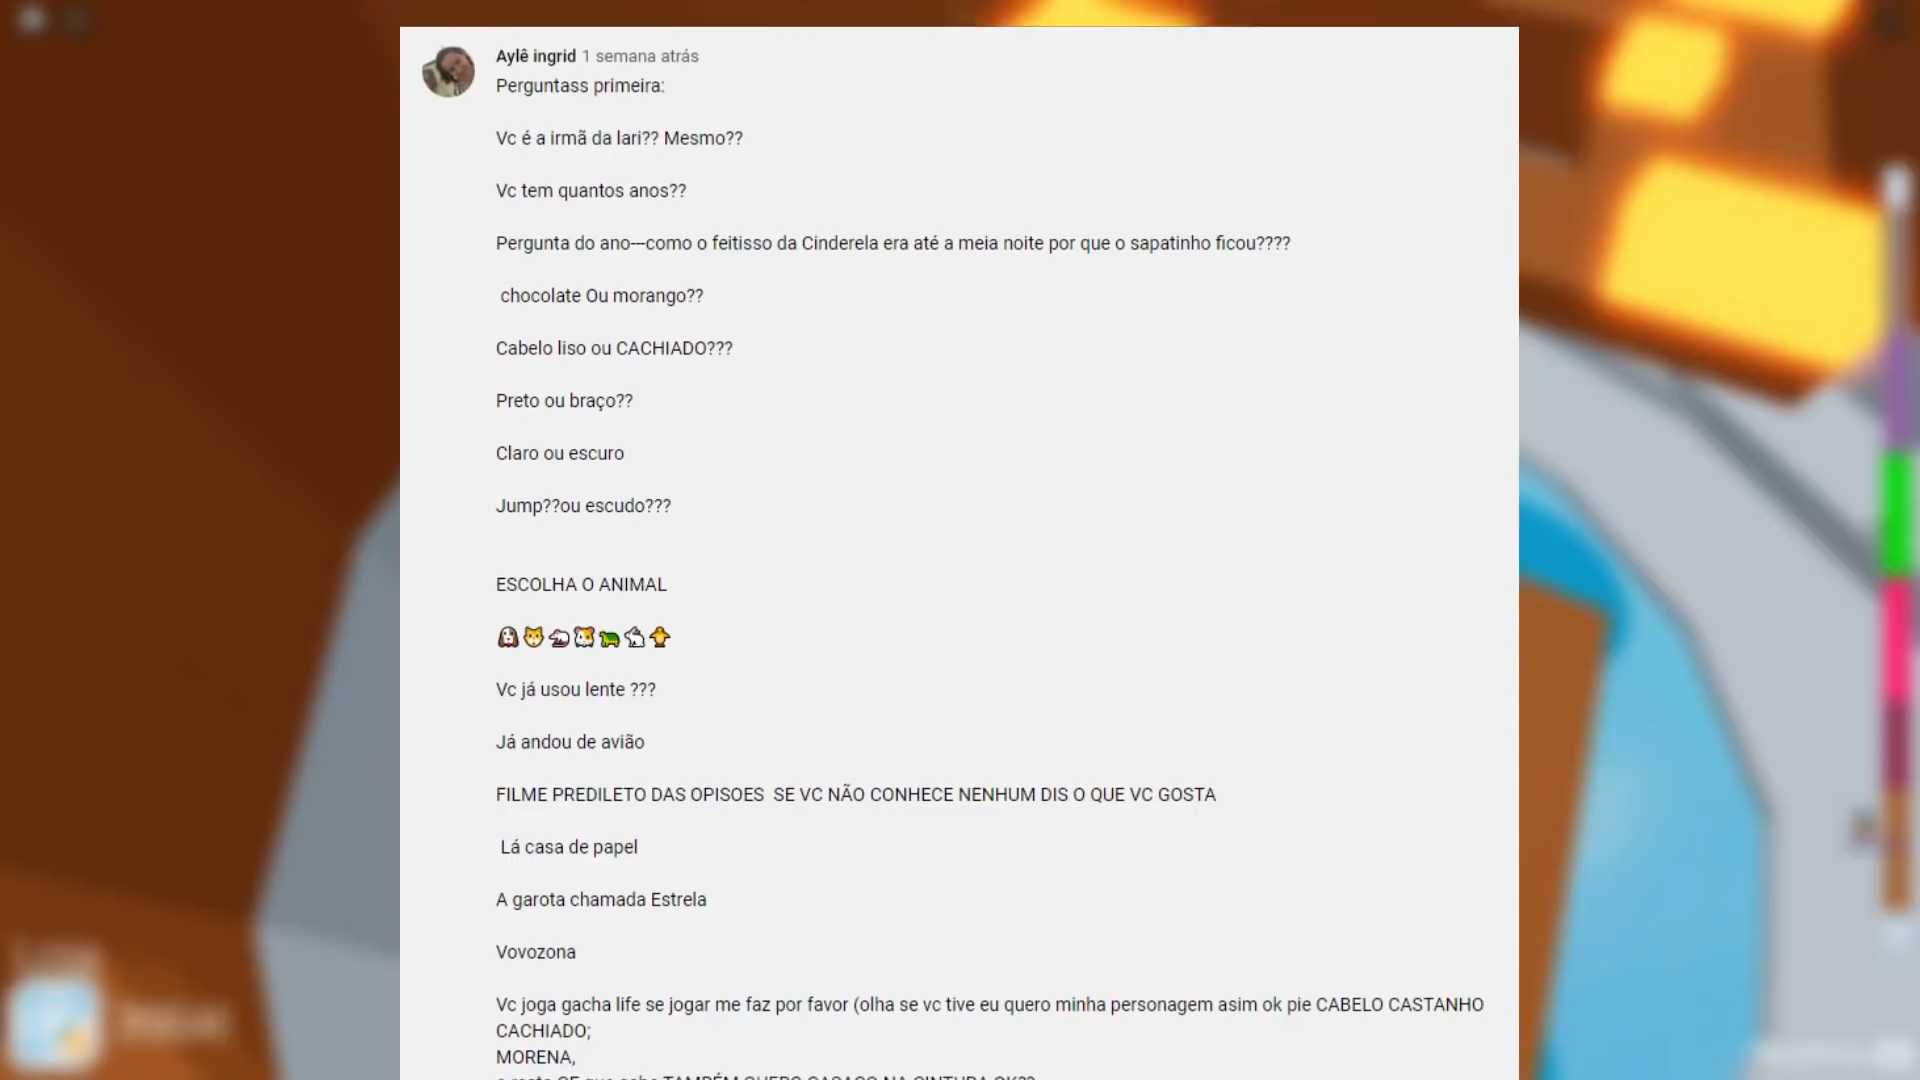 Aylê ingrid 1 semana atrás
Perguntass primeira:
Vc é a irmã da lari?? Mesmo??
Vc tem quantos anos??
Pergunta do ano---como o feitisso da Cinderela era até a meia noite por que o sapatinho ficou????
chocolate Ou morango??
Cabelo liso ou CACHIADO???
Preto ou braço??
Claro ou escuro
Jump??ou escudo???
ESCOLHA O ANIMAL
Vc já usou lente ???
Já andou de avião
FILME PREDILETO DAS OPISOES SE VC NÃO CONHECE NENHUM DIS O QUE VC GOSTA
Lá casa de papel
A garota chamada Estrela
Vovozona
Vc joga gacha life se jogar me faz por favor (olha se vc tive eu quero minha personagem asim ok pie CABELO CASTANHO
CACHIADO;
MORENA,